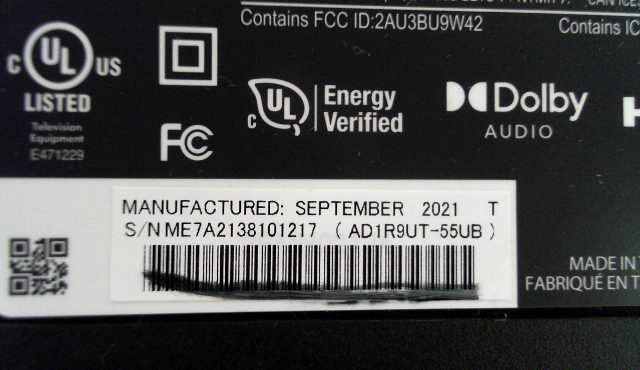 Contains FCC ID:2AU3BU9W42
Contains IC
C UL US
LISTED
Television
Equipment
E471229
FC
C UL Energy
Verified
Dolby
AUDIO
MANUFACTURED: SEPTEMBER 2021 T
S/N ME7A2138101217 ( AD1R9UT-55UB )
MADE IN
FABRIQUÉ EN T